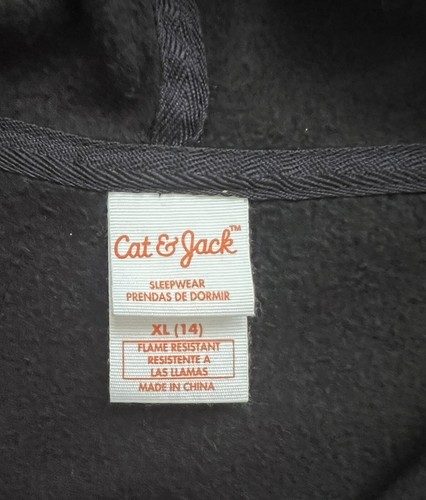 Cat & Jack™
SLEEPWEAR
PRENDAS DE DORMIR
XL (14)
FLAME RESISTANT
RESISTENTE A
LAS LLAMAS
MADE IN CHINA